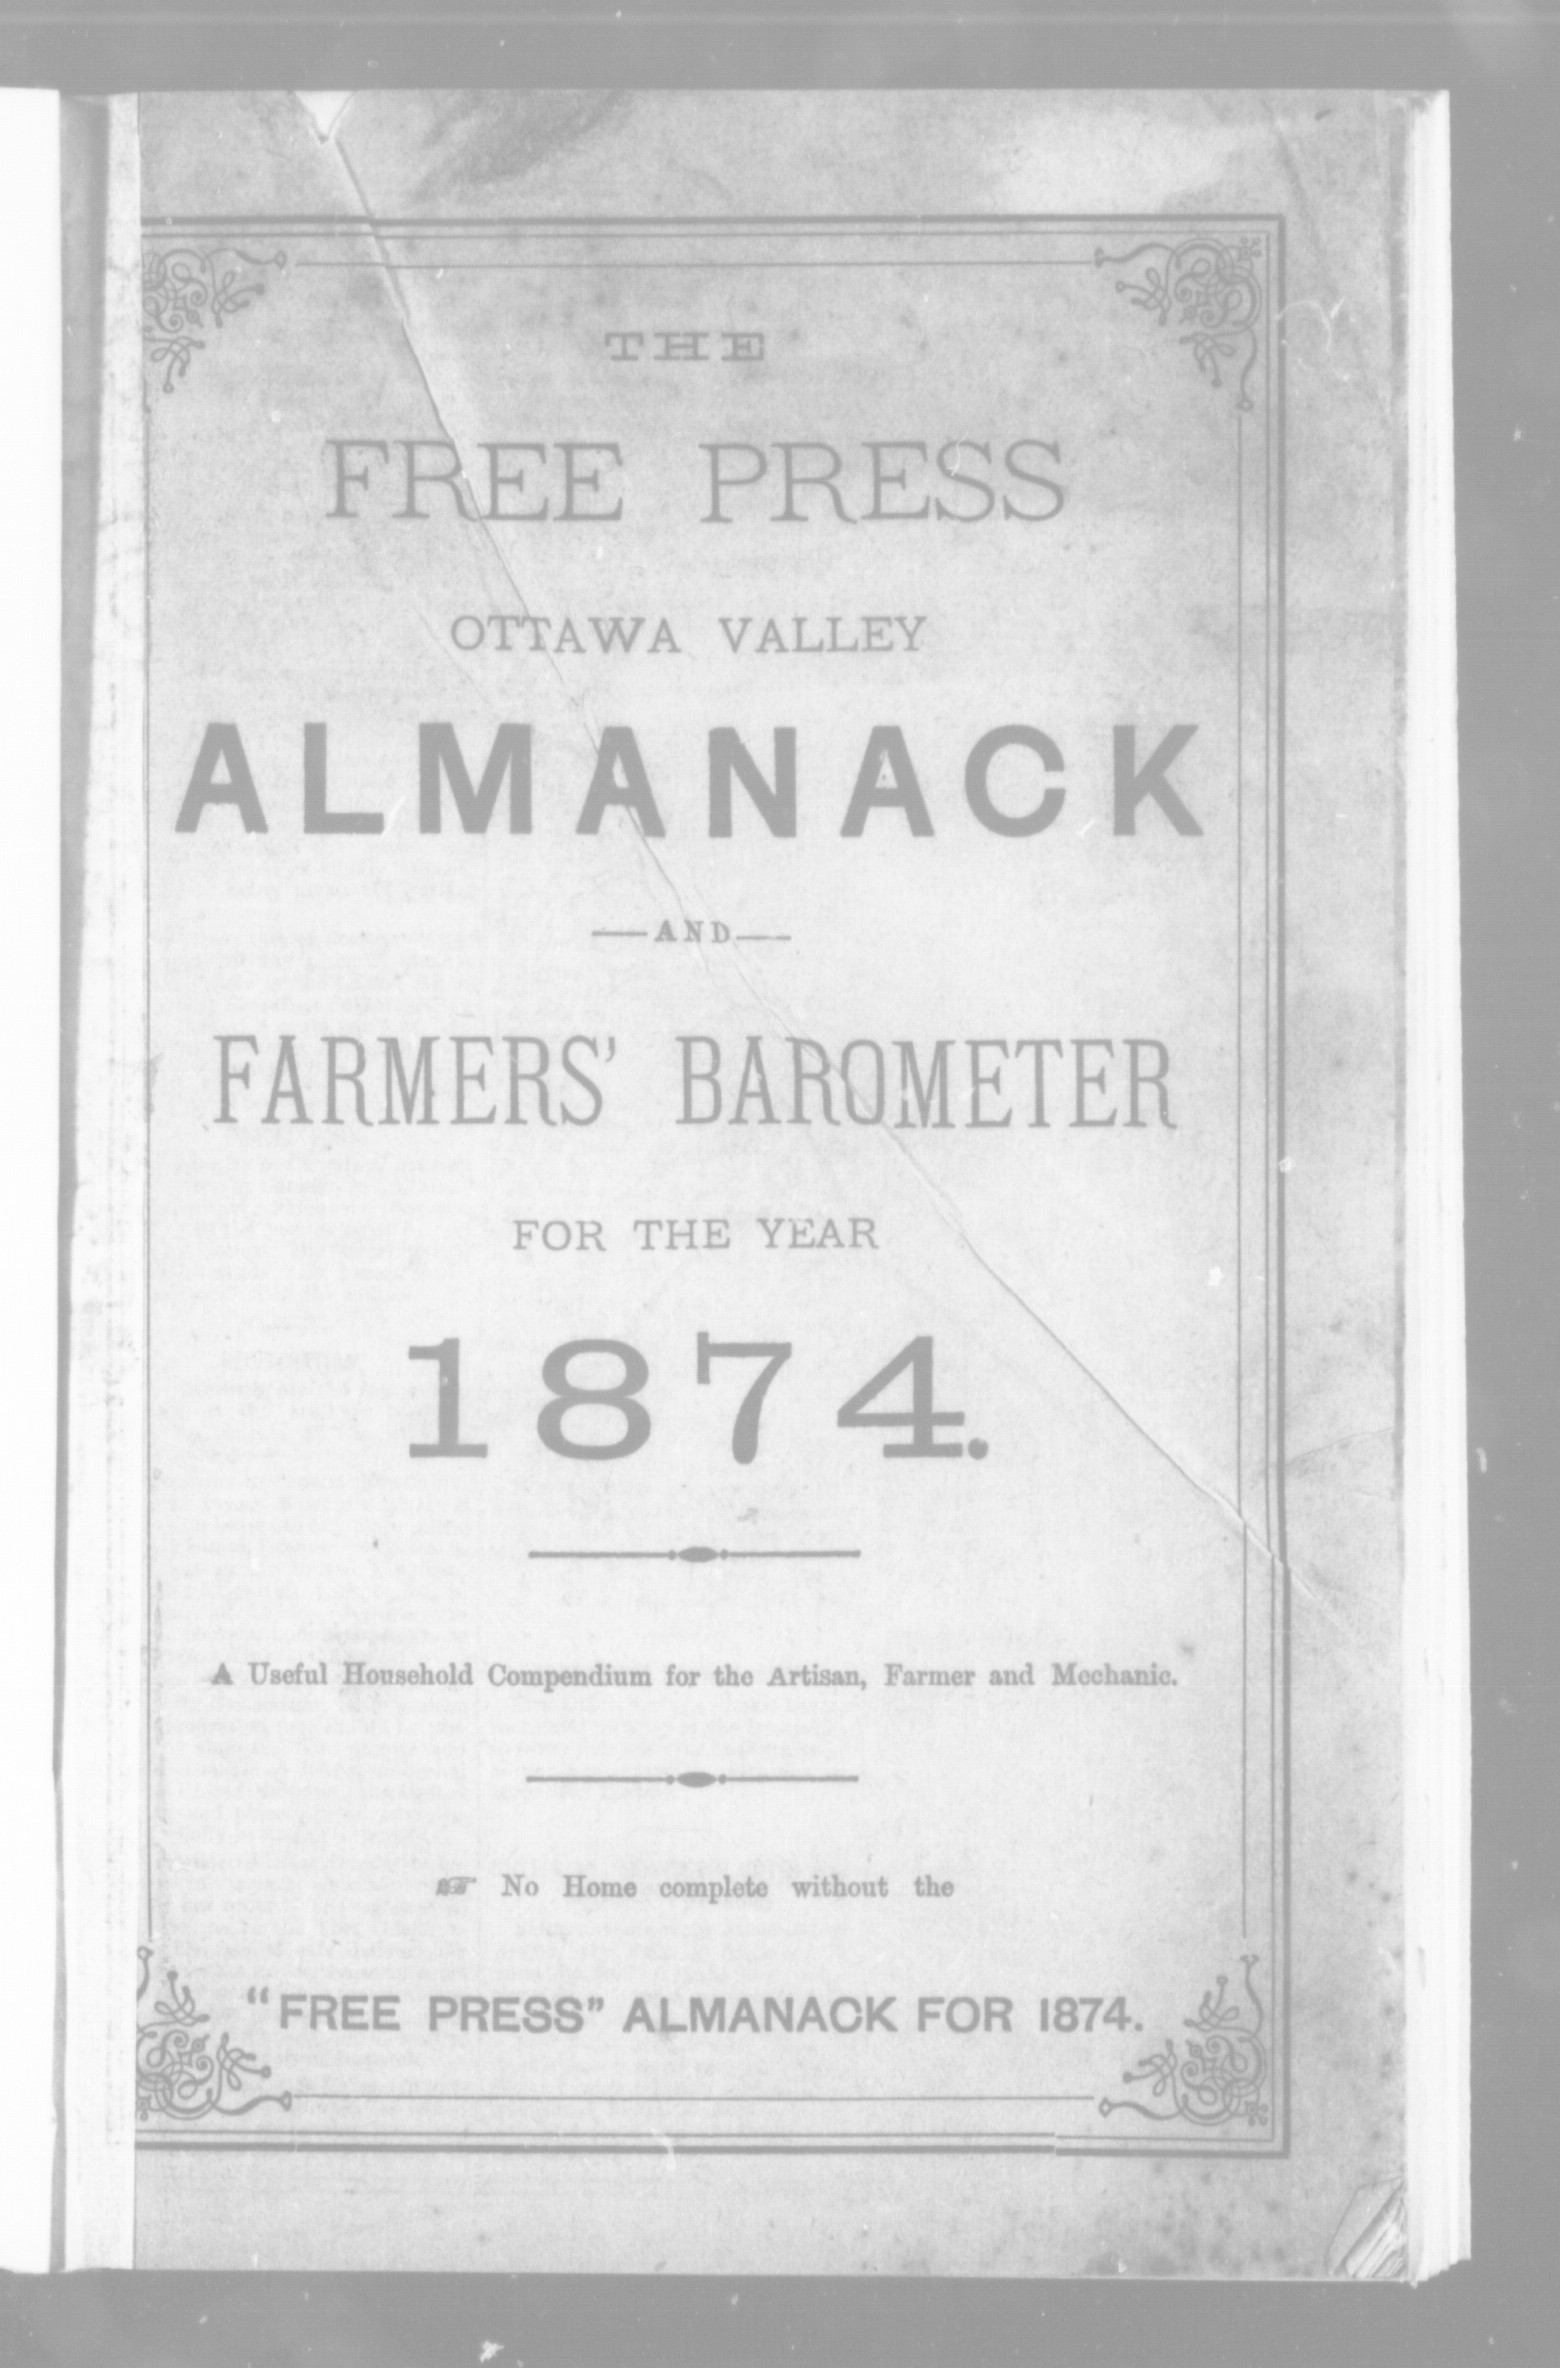 THE
FREE PRESS
OTTAWA VALLEY
ALMANACK
—AND—
FARMERS' BAROMETER
FOR THE YEAR
1874.
A Useful Household Compendium for the Artisan, Farmer and Mechanic.
☞ No Home complete without the
"FREE PRESS" ALMANACK FOR 1874.